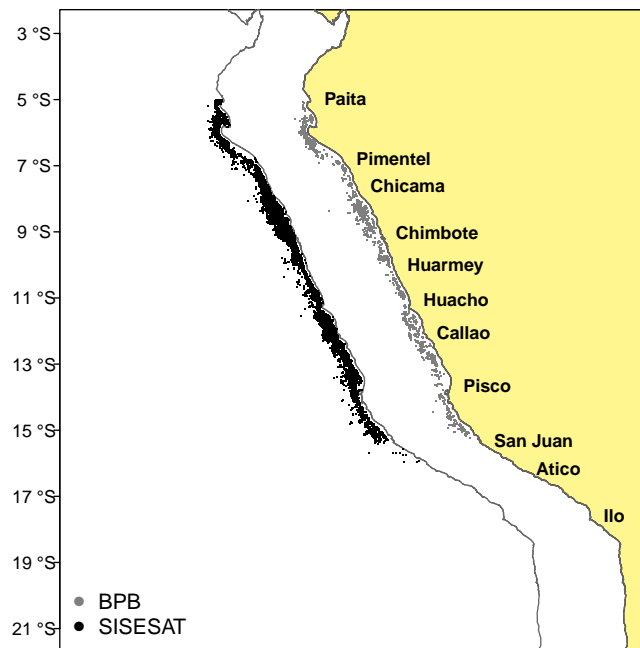 3 °S
5 °S
Paita
7 °S
Pimentel
Chicama
9 °S
Chimbote
Huarmey
11 °S
Huacho
Callao
13 °S
Pisco
15 °S
San Juan
Atico
17 °S
Ilo
19 °S
BPB
SISESAT
21 °S